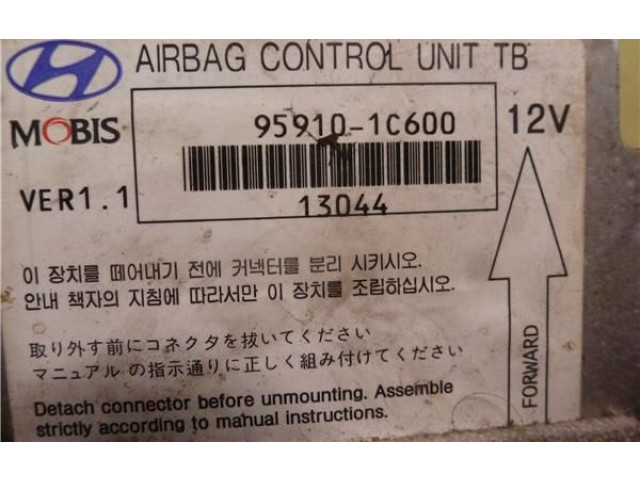 AIRBAG CONTROL UNIT TB
MOBIS
95910-1C600
12V
VER1.1
13044
이 장치를 떼어내기 전에 커넥터를 분리 시키시오.
안내 책자의 지침에 따라서만 이 장치를 조립하십시오.
取り外す前にコネクタを抜いてください
マニュアル の指示通りに正しく組み付けてください
Detach connector before unmounting. Assemble
strictly according to manual instructions.
FORWARD